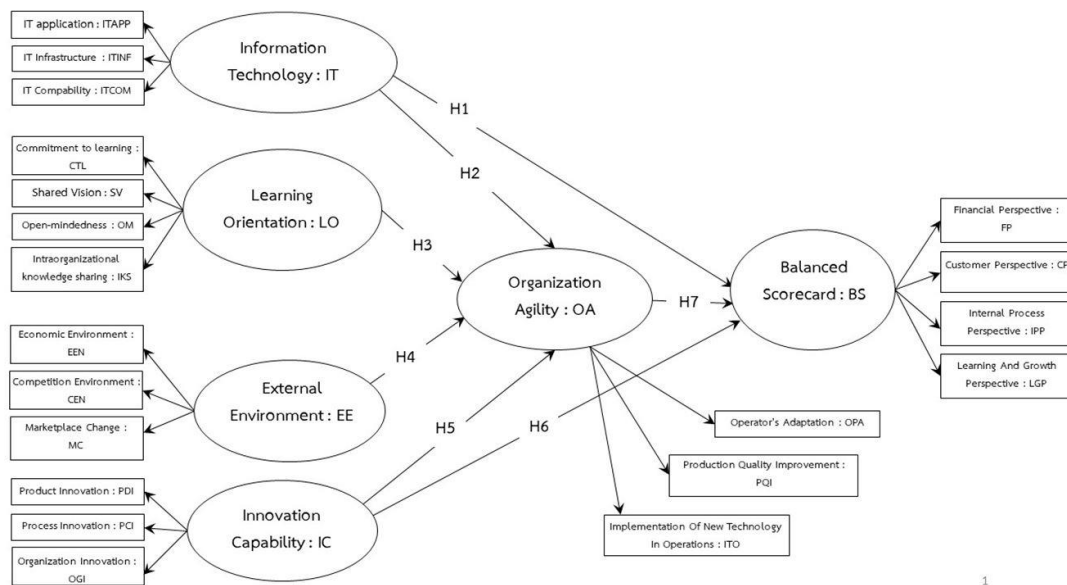 IT application : ITAPP
IT Infrastructure : ITINF
IT Compability : ITCOM
Information
Technology : IT
H1
H2
Commitment to learning :
CTL
Shared Vision : SV
Open-mindedness : OM
Intraorganizational
knowledge sharing : IKS
Learning
Orientation : LO
H3
Organization
Agility : OA
H7
Balanced
Scorecard : BS
Financial Perspective :
FP
Customer Perspective : CP
Internal Process
Perspective : IPP
Learning And Growth
Perspective : LGP
Economic Environment :
EEN
Competition Environment :
CEN
Marketplace Change :
MC
External
Environment : EE
H4
H5
H6
Operator's Adaptation : OPA
Production Quality Improvement :
PQI
Implementation Of New Technology
In Operations : ITO
Product Innovation : PDI
Process Innovation : PCI
Organization Innovation :
OGI
Innovation
Capability : IC
1